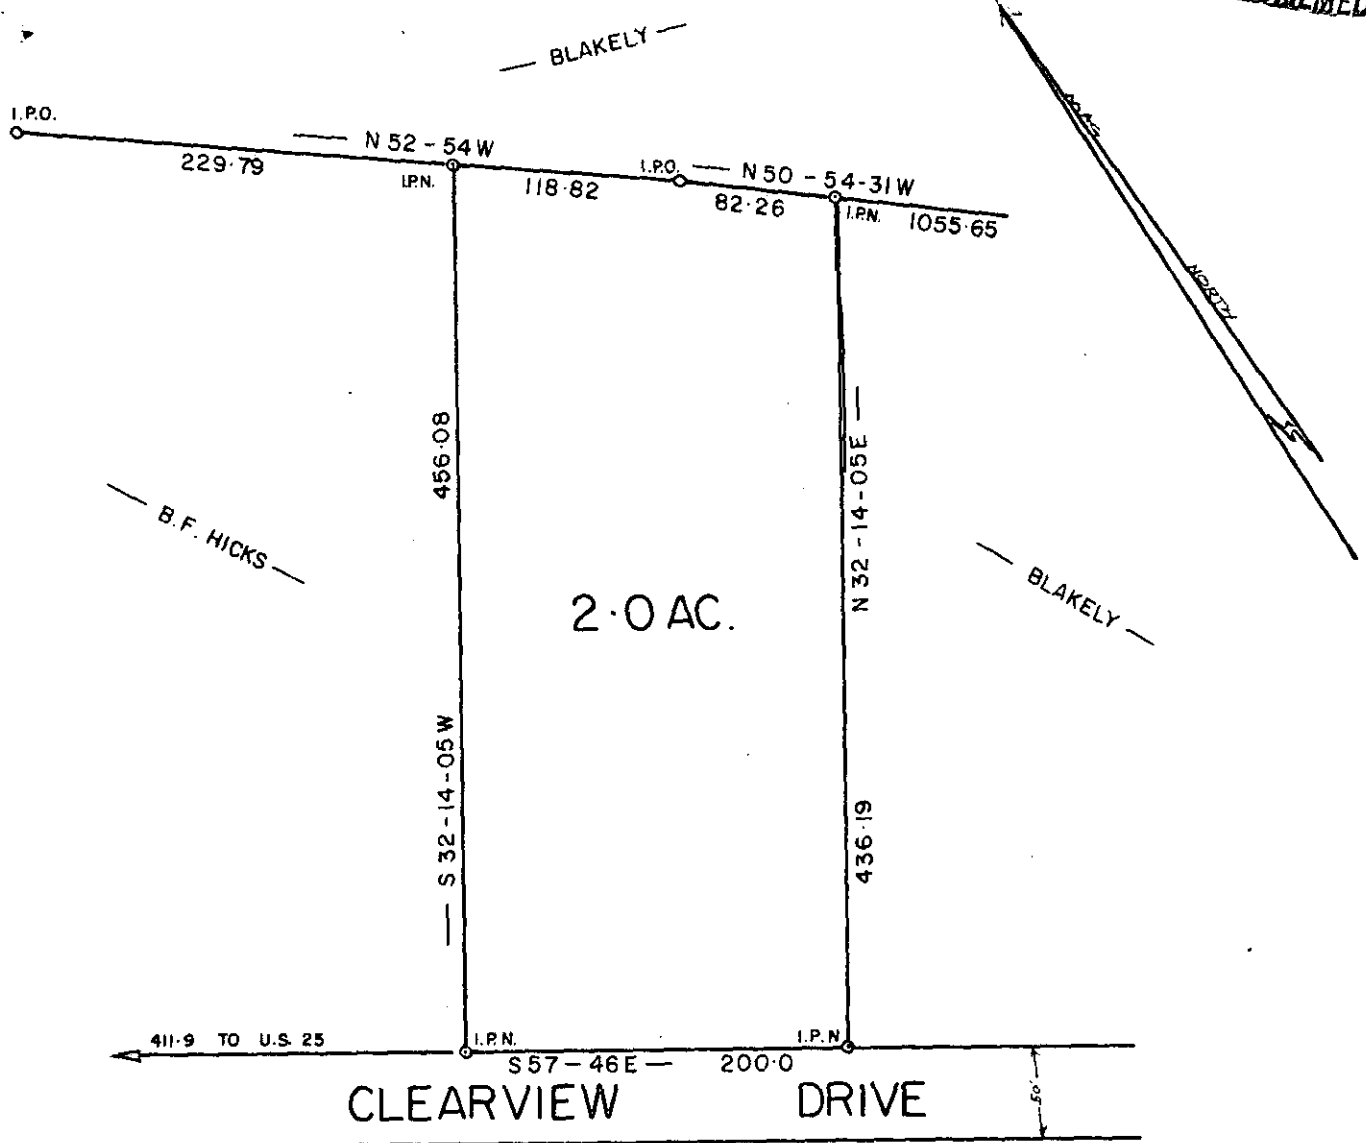 — BLAKELY —
I.P.O.
— N 52 - 54 W
229.79
I.P.N.
118.82
I.P.O.
— N 50 - 54-31 W
82.26
I.P.N.
1055.65
NORTH
456.08
N 32 - 14 - 05 E —
— B.F. HICKS —
— BLAKELY —
2.0 AC.
— S 32 - 14 - 05 W
436.19
411.9 TO U.S. 25
I.P.N.
I.P.N
S 57 - 46 E —
200.0
50'
CLEARVIEW DRIVE